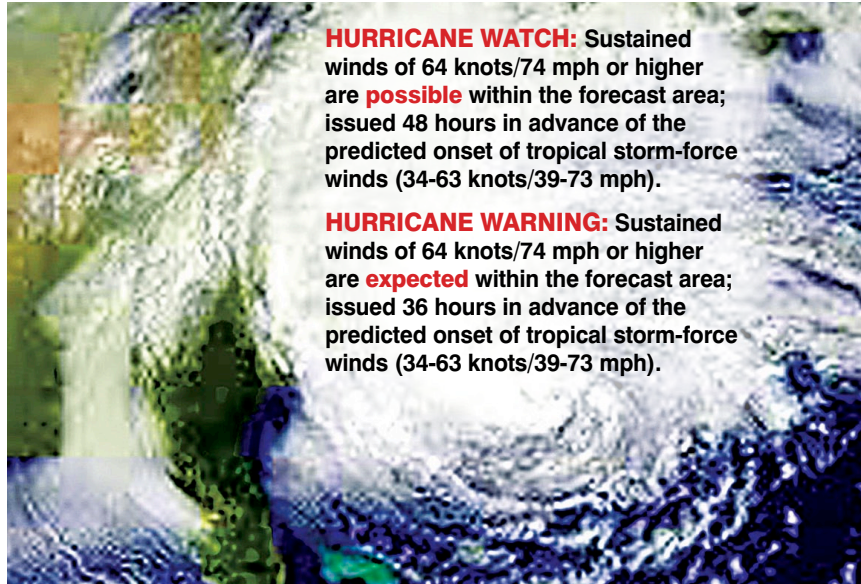 HURRICANE WATCH: Sustained
winds of 64 knots/74 mph or higher
are possible within the forecast area;
issued 48 hours in advance of the
predicted onset of tropical storm-force
winds (34-63 knots/39-73 mph).
HURRICANE WARNING: Sustained
winds of 64 knots/74 mph or higher
are expected within the forecast area;
issued 36 hours in advance of the
predicted onset of tropical storm-force
winds (34-63 knots/39-73 mph).